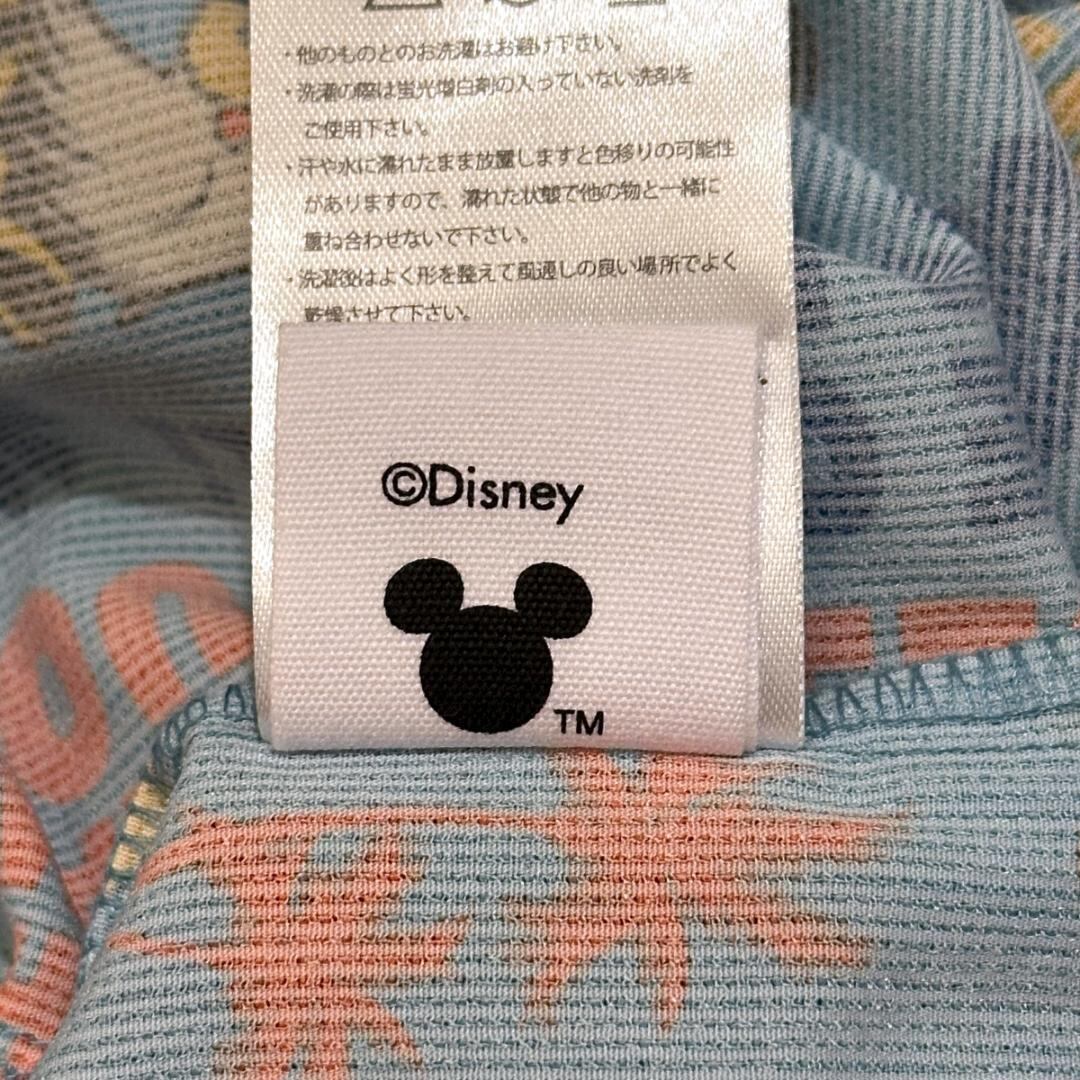 ・他のものとのお洗濯はお避け下さい。
・洗濯の際は蛍光増白剤の入っていない洗剤を
ご使用下さい。
・汗や水に濡れたまま放置しますと色移りの可能性
がありますので、濡れた状態で他の物と一緒に
重ね合わせないで下さい。
・洗濯後はよく形を整えて風通しの良い場所でよく
乾燥させて下さい。
©Disney
TM